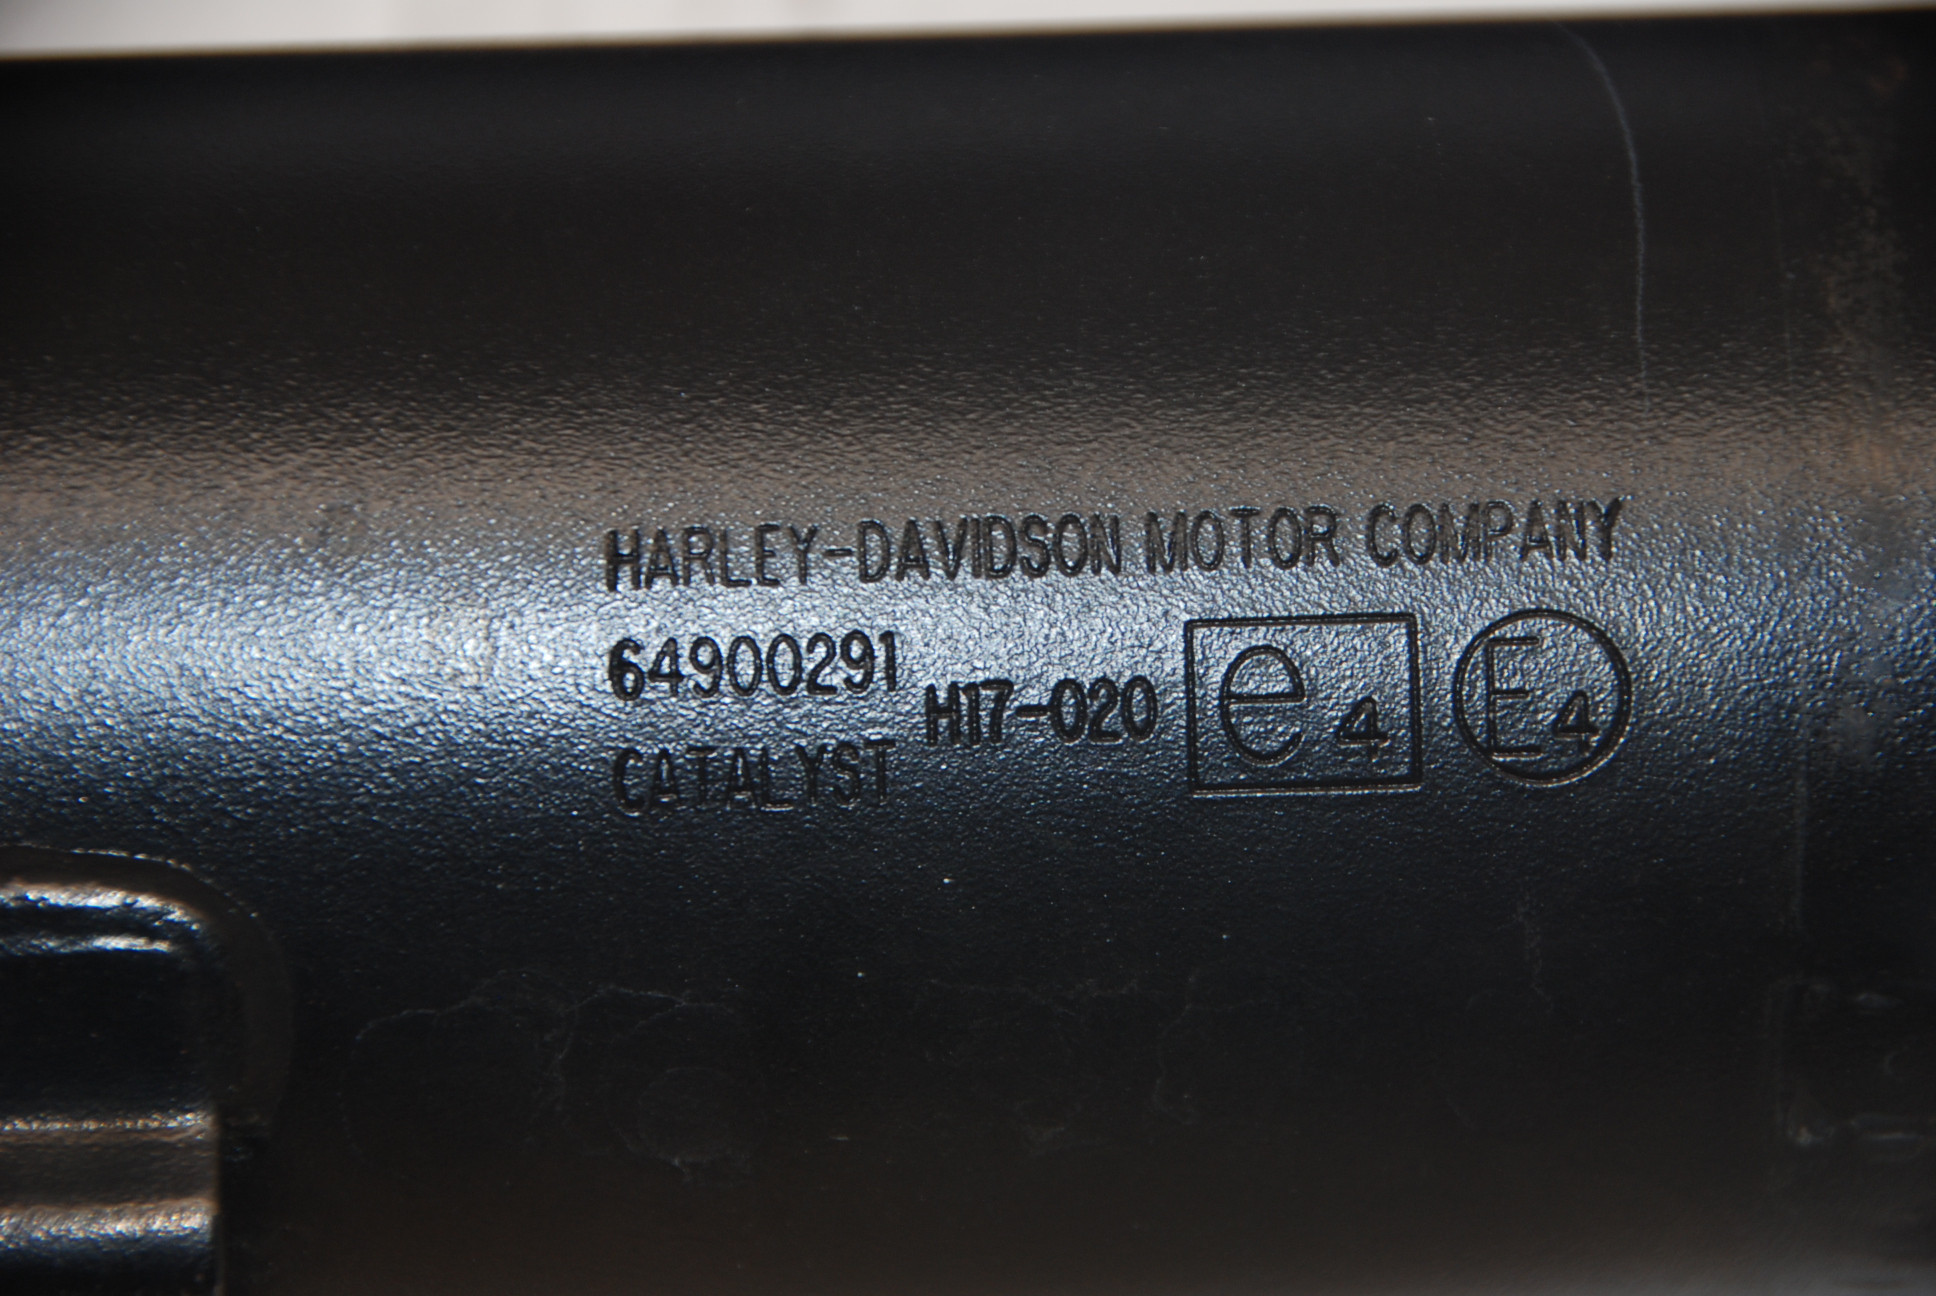 HARLEY-DAVIDSON MOTOR COMPANY
64900291
H17-020
e4
E4
CATALYST